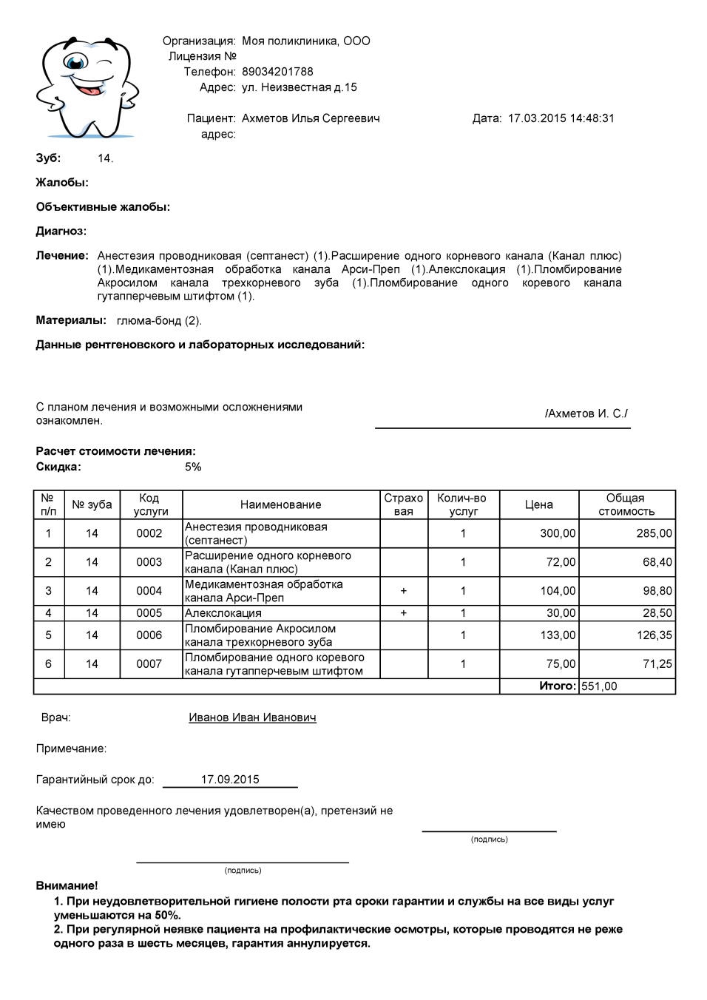 Организация: Моя поликлиника, ООО
Лицензия №
Телефон: 89034201788
Адрес: ул. Неизвестная д.15
Пациент: Ахметов Илья Сергеевич Дата: 17.03.2015 14:48:31
адрес:
Зуб: 14.
Жалобы:
Объективные жалобы:
Диагноз:
Лечение: Анестезия проводниковая (септанест) (1).Расширение одного корневого канала (Канал плюс)
(1).Медикаментозная обработка канала Арси-Преп (1).Алекслокация (1).Пломбирование
Акросилом канала трехкорневого зуба (1).Пломбирование одного коревого канала
гутапперчевым штифтом (1).
Материалы: глюма-бонд (2).
Данные рентгеновского и лабораторных исследований:
С планом лечения и возможными осложнениями
ознакомлен.
/Ахметов И. С./
Расчет стоимости лечения:
Скидка: 5%
№ п/п № зуба Код услуги Наименование Страхо вая Колич-во услуг Цена Общая стоимость
1 14 0002 Анестезия проводниковая (септанест) 1 300,00 285,00
2 14 0003 Расширение одного корневого канала (Канал плюс) 1 72,00 68,40
3 14 0004 Медикаментозная обработка канала Арси-Преп + 1 104,00 98,80
4 14 0005 Алекслокация + 1 30,00 28,50
5 14 0006 Пломбирование Акросилом канала трехкорневого зуба 1 133,00 126,35
6 14 0007 Пломбирование одного коревого канала гутапперчевым штифтом 1 75,00 71,25
Итого: 551,00
Врач: Иванов Иван Иванович
Примечание:
Гарантийный срок до: 17.09.2015
Качеством проведенного лечения удовлетворен(а), претензий не
имею
(подпись)
(подпись)
Внимание!
1. При неудовлетворительной гигиене полости рта сроки гарантии и службы на все виды услуг
уменьшаются на 50%.
2. При регулярной неявке пациента на профилактические осмотры, которые проводятся не реже
одного раза в шесть месяцев, гарантия аннулируется.